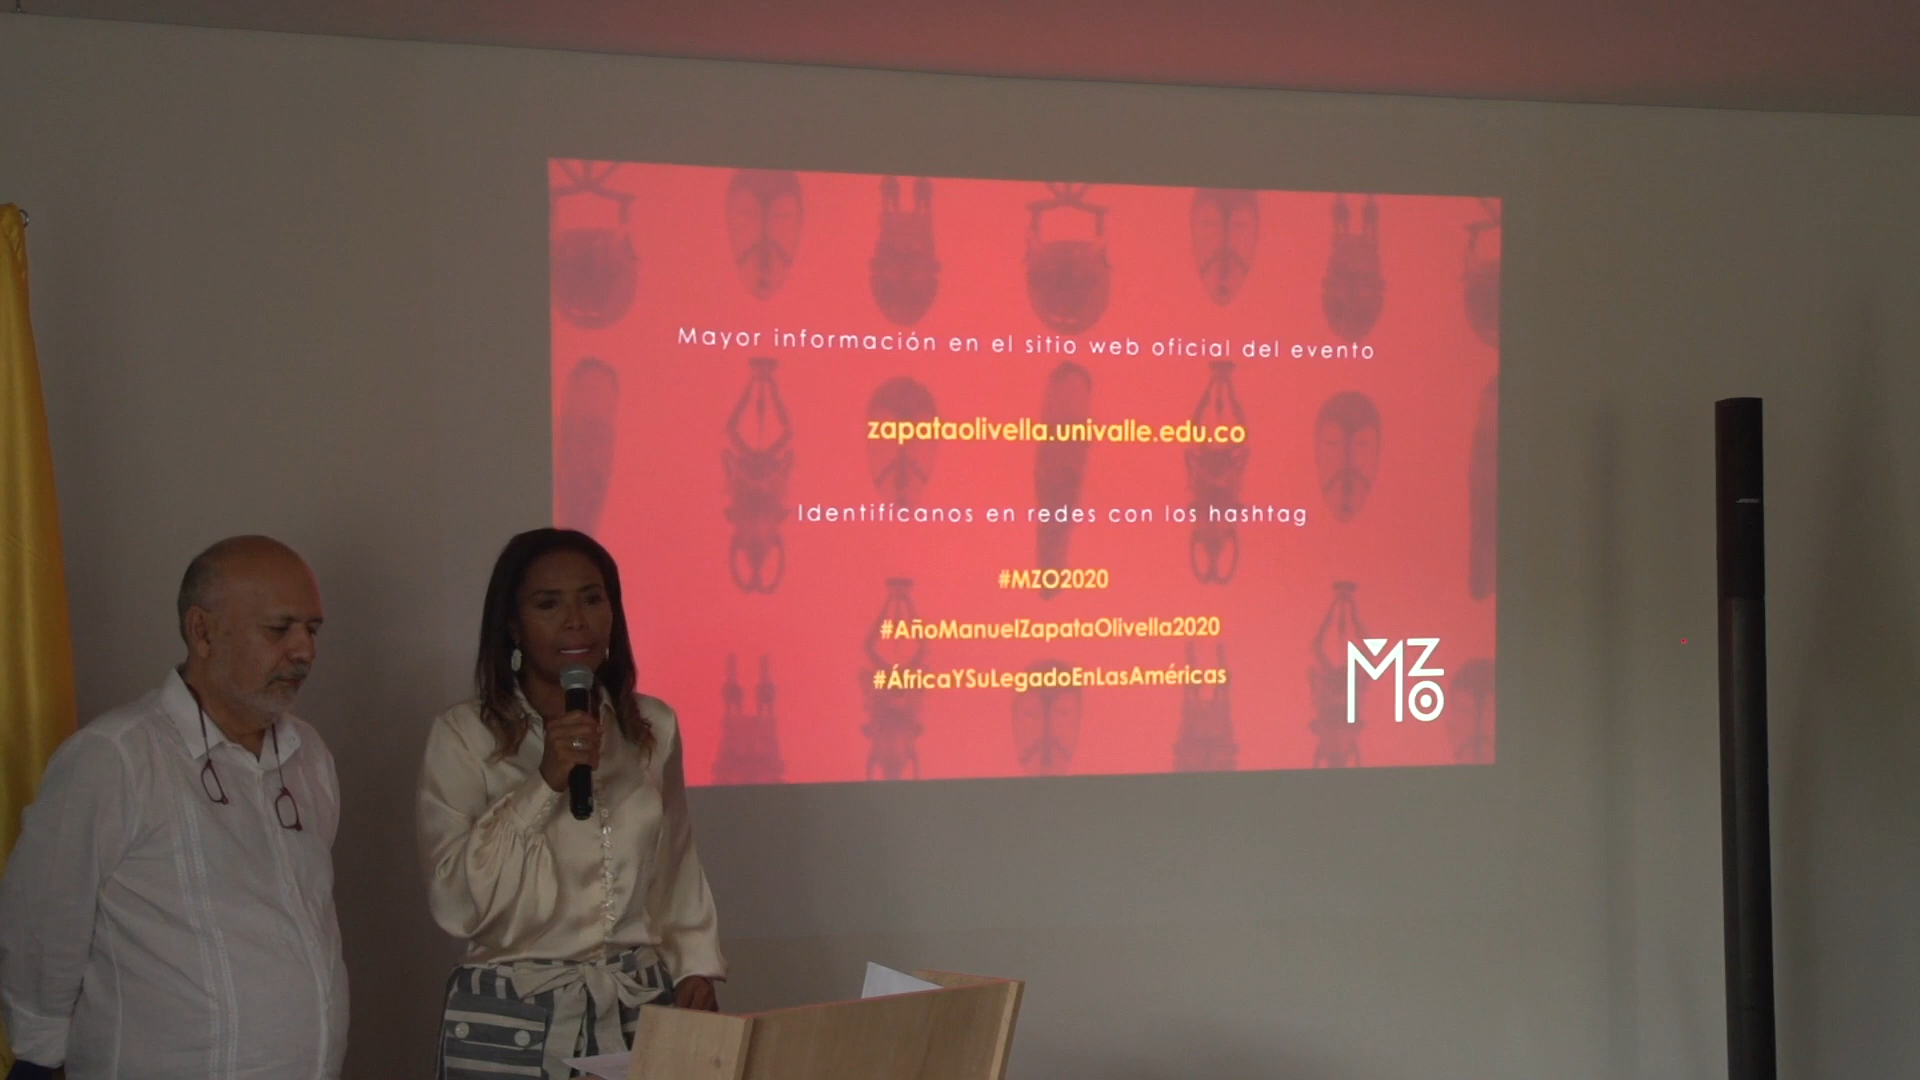 Mayor información en el sitio web oficial del evento
zapataolivella.univalle.edu.co
Identifícanos en redes con los hashtag
#MZO2020
#AñoManuelZapataOlivella2020
#ÁfricaYSuLegadoEnLasAméricas
MZO